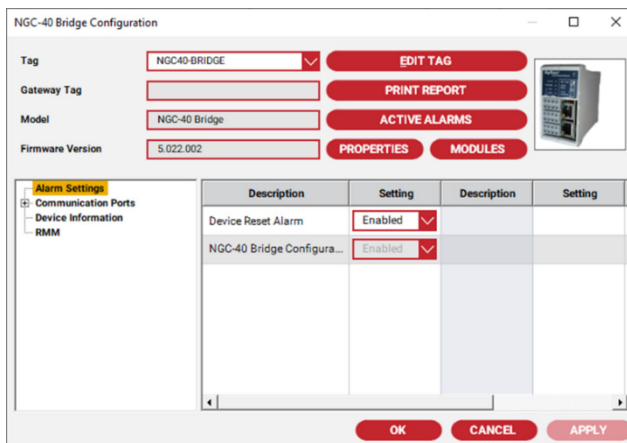 NGC-40 Bridge Configuration
Tag NGC40-BRIDGE EDIT TAG
Gateway Tag PRINT REPORT
Model NGC-40 Bridge ACTIVE ALARMS
Firmware Version 5.022.002 PROPERTIES MODULES
Alarm Settings
Communication Ports
Device Information
RMM
Description Setting Description Setting
Device Reset Alarm Enabled
NGC-40 Bridge Configura... Enabled
OK CANCEL APPLY